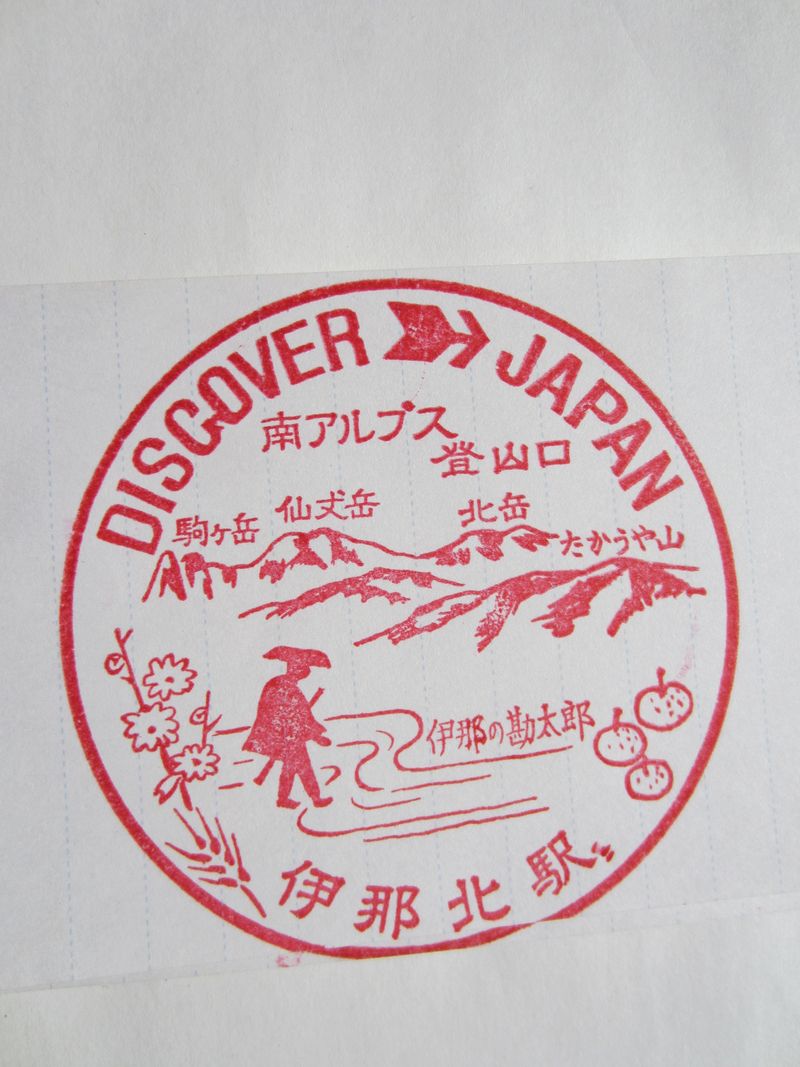 DISCOVER JAPAN
南アルプス
登山口
駒ヶ岳
仙丈岳
北岳
たかうや山
伊那の勘太郎
伊那北駅